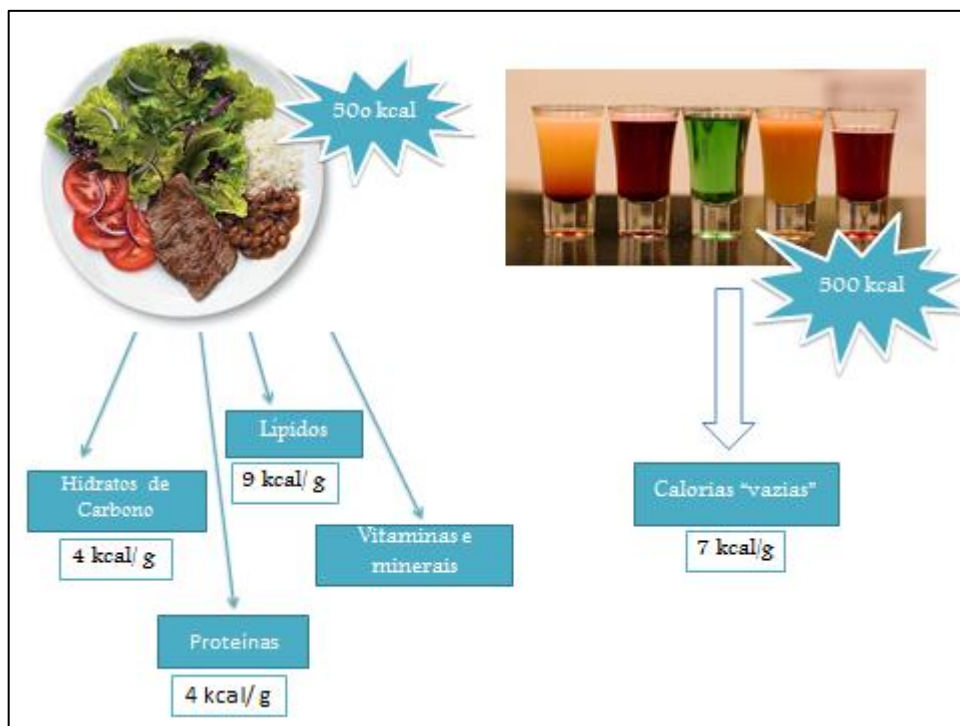 50o kcal
500 kcal
Lípidos
9 kcal/ g
Hidratos de
Carbono
4 kcal/ g
Vitaminas e
minerais
Proteínas
4 kcal/ g
Calorias “vazias”
7 kcal/g